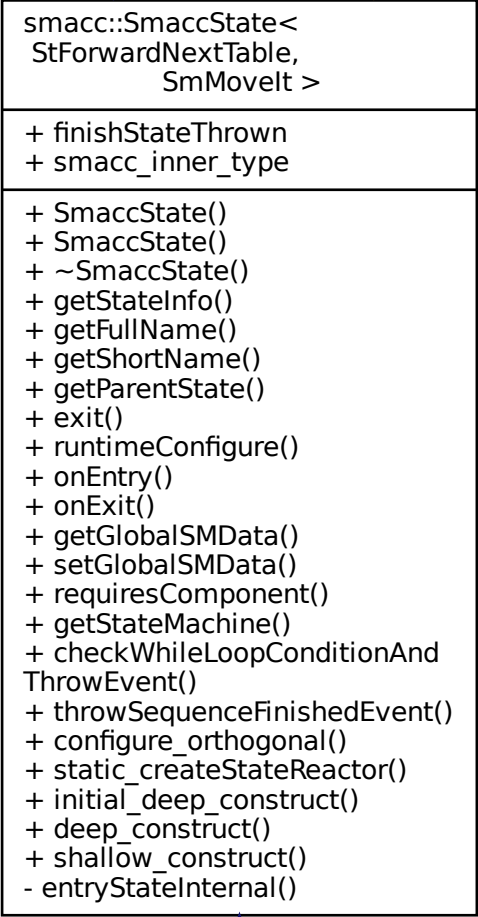 smacc::SmaccState<
StForwardNextTable,
SmMoveIt >
+ finishStateThrown
+ smacc_inner_type
+ SmaccState()
+ SmaccState()
+ ~SmaccState()
+ getStateInfo()
+ getFullName()
+ getShortName()
+ getParentState()
+ exit()
+ runtimeConfigure()
+ onEntry()
+ onExit()
+ getGlobalSMData()
+ setGlobalSMData()
+ requiresComponent()
+ getStateMachine()
+ checkWhileLoopConditionAnd
ThrowEvent()
+ throwSequenceFinishedEvent()
+ configure_orthogonal()
+ static_createStateReactor()
+ initial_deep_construct()
+ deep_construct()
+ shallow_construct()
- entryStateInternal()